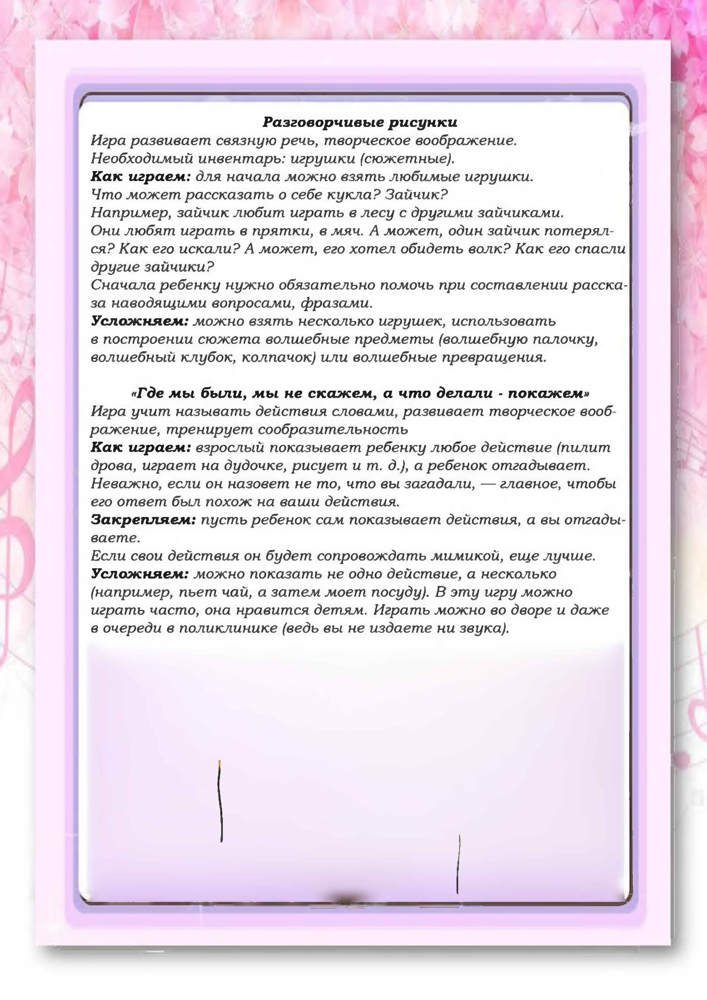 Разговорчивые рисунки
Игра развивает связную речь, творческое воображение.
Необходимый инвентарь: игрушки (сюжетные).
Как играем: для начала можно взять любимые игрушки.
Что может рассказать о себе кукла? Зайчик?
Например, зайчик любит играть в лесу с другими зайчиками.
Они любят играть в прятки, в мяч. А может, один зайчик потерял-
ся? Как его искали? А может, его хотел обидеть волк? Как его спасли
другие зайчики?
Сначала ребенку нужно обязательно помочь при составлении расска-
за наводящими вопросами, фразами.
Усложняем: можно взять несколько игрушек, использовать
в построении сюжета волшебные предметы (волшебную палочку,
волшебный клубок, колпачок) или волшебные превращения.
«Где мы были, мы не скажем, а что делали - покажем»
Игра учит называть действия словами, развивает творческое вооб-
ражение, тренирует сообразительность
Как играем: взрослый показывает ребенку любое действие (пилит
дрова, играет на дудочке, рисует и т. д.), а ребенок отгадывает.
Неважно, если он назовет не то, что вы загадали, — главное, чтобы
его ответ был похож на ваши действия.
Закрепляем: пусть ребенок сам показывает действия, а вы отгады-
ваете.
Если свои действия он будет сопровождать мимикой, еще лучше.
Усложняем: можно показать не одно действие, а несколько
(например, пьет чай, а затем моет посуду). В эту игру можно
играть часто, она нравится детям. Играть можно во дворе и даже
в очереди в поликлинике (ведь вы не издаете ни звука).